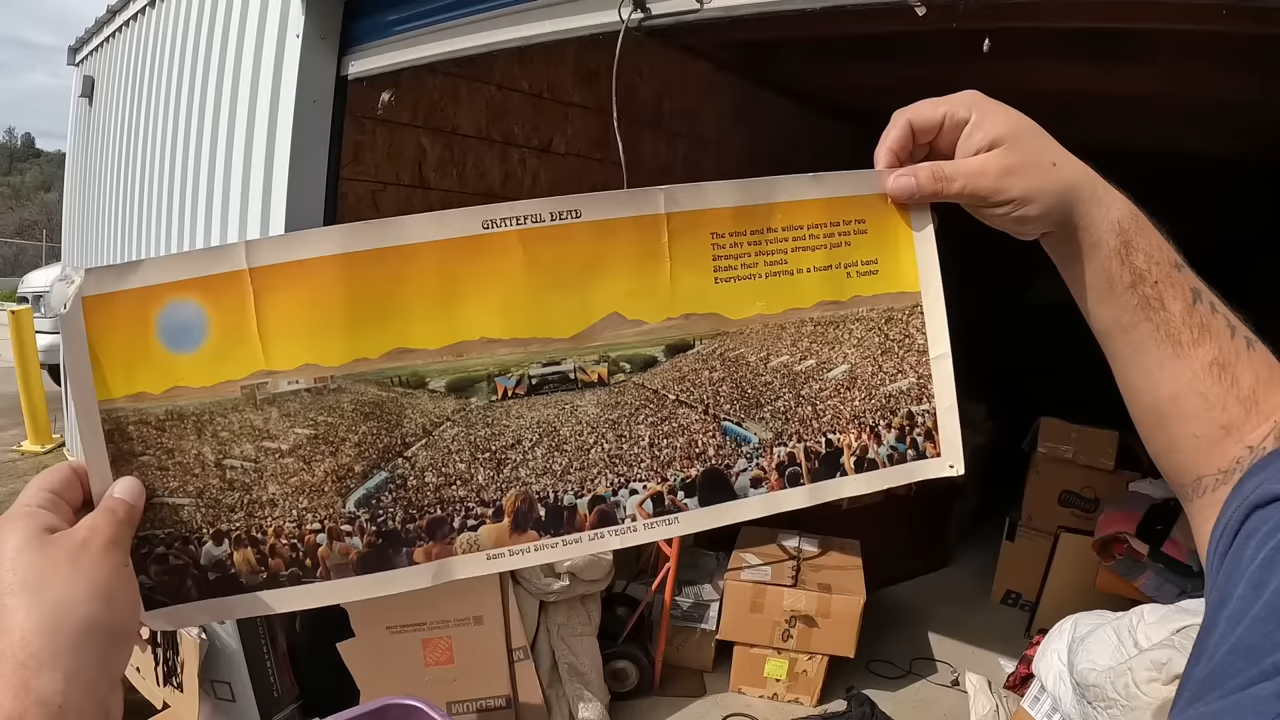 GRATEFUL DEAD
The wind and the willow plays tea for two
The sky was yellow and the sun was blue
Strangers stopping strangers just to
Shake their hands
Everybody's playing in a heart of gold band
R. Hunter
Sam Boyd Silver Bowl LAS VEGAS, NEVADA
MEDIUM
Ba